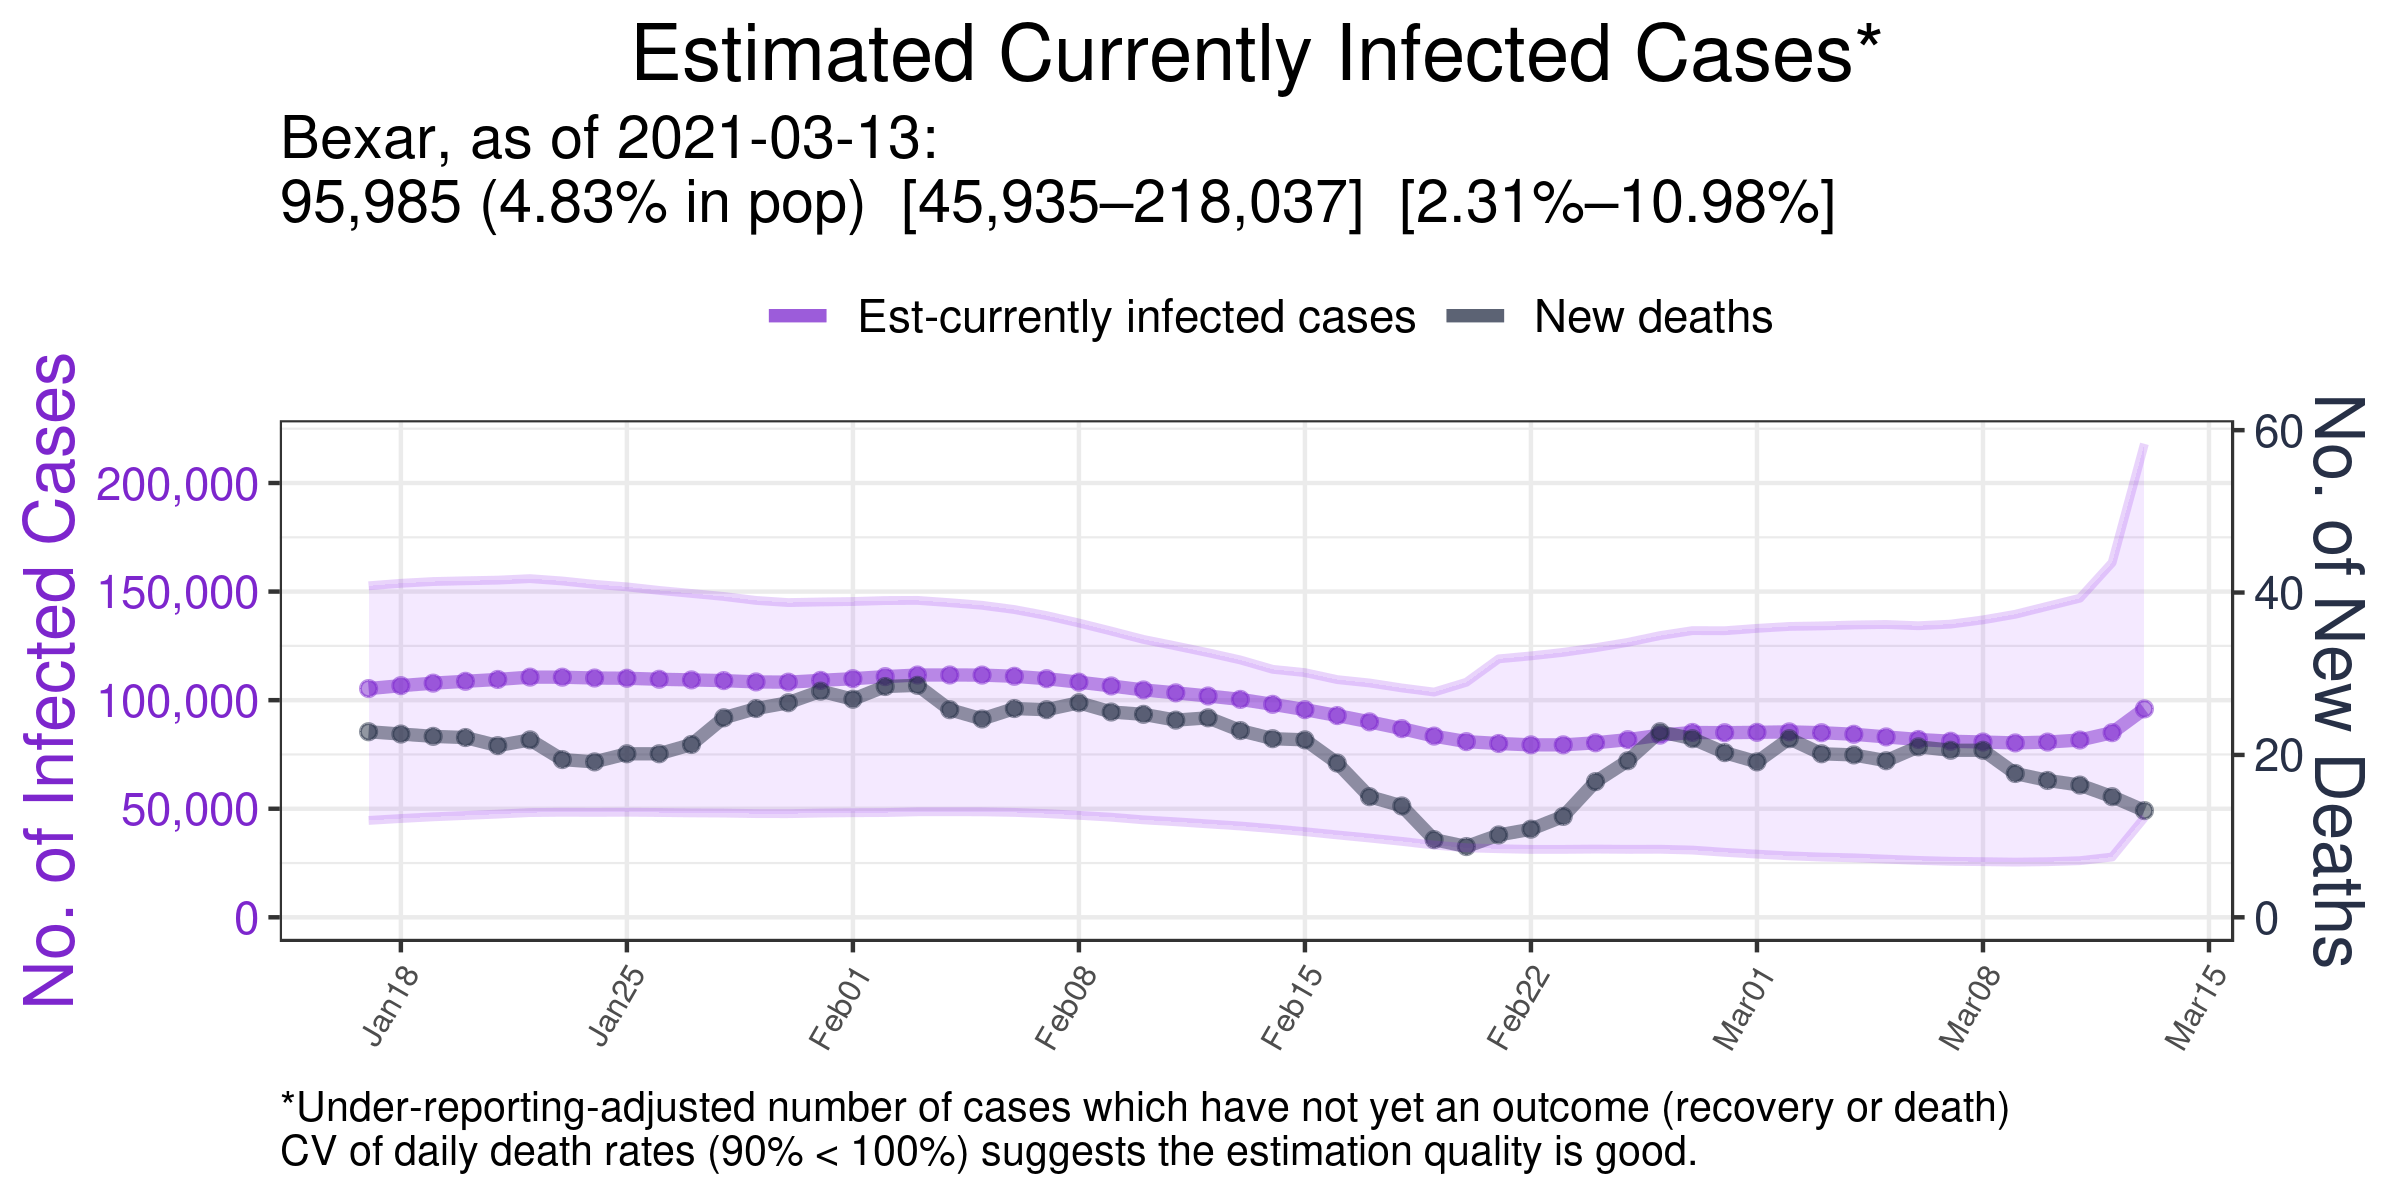 Estimated Currently Infected Cases*
Bexar, as of 2021-03-13:
95,985 (4.83% in pop)  [45,935–218,037]  [2.31%–10.98%]
Est-currently infected cases
New deaths
No. of Infected Cases
200,000
150,000
100,000
50,000
0
60
40
20
0
No. of New Deaths
Jan18
Jan25
Feb01
Feb08
Feb15
Feb22
Mar01
Mar08
Mar15
*Under-reporting-adjusted number of cases which have not yet an outcome (recovery or death)
CV of daily death rates (90% < 100%) suggests the estimation quality is good.